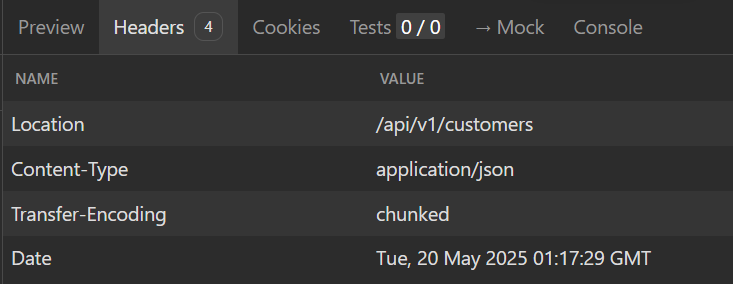 Preview Headers 4 Cookies Tests 0 / 0 → Mock Console
NAME VALUE
Location /api/v1/customers
Content-Type application/json
Transfer-Encoding chunked
Date Tue, 20 May 2025 01:17:29 GMT